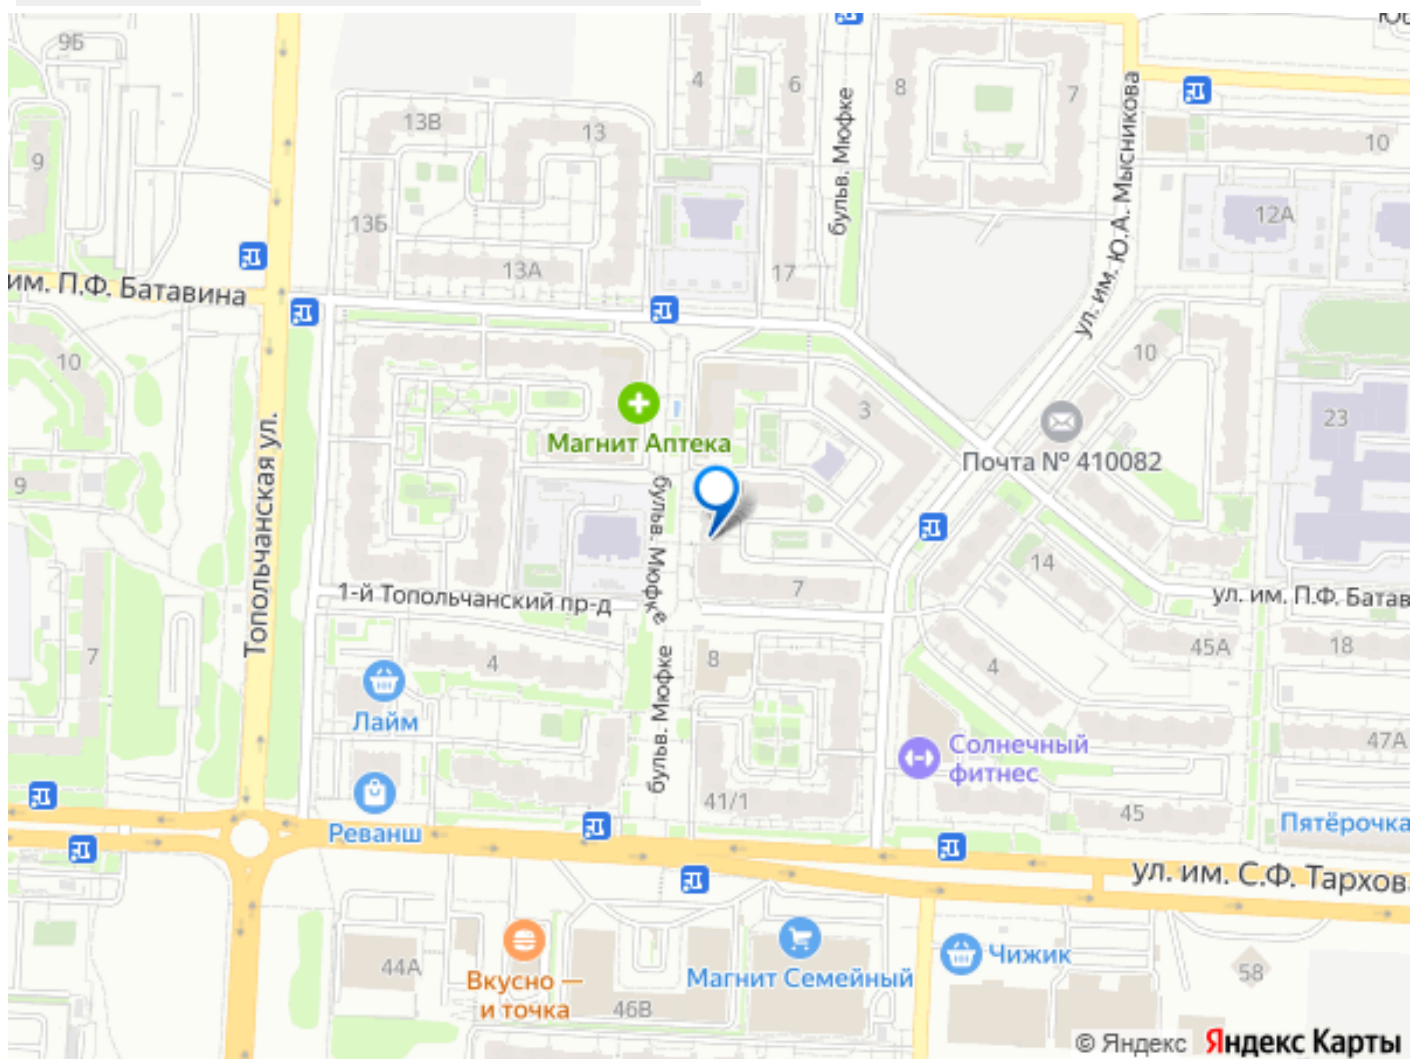 9Б
9
4
6
8
7
бульв. Мюфке
ул. им. Ю.А. Мысникова
10
13В
13
13Б
13А
17
12А
им. П.Ф. Батавина
10
10
3
23
Магнит Аптека
Почта № 410082
Топольчанская ул.
9
бульв. Мюфке
14
7
1-й Топольчанский пр-д
ул. им. П.Ф. Батав
7
4
8
4
45А
18
Лайм
бульв. Мюфке
Солнечный
фитнес
47А
41/1
45
Реванш
Пятёрочка
ул. им. С.Ф. Тархов
44А
Вкусно —
и точка
46В
Магнит Семейный
Чижик
58
© Яндекс Яндекс Карты